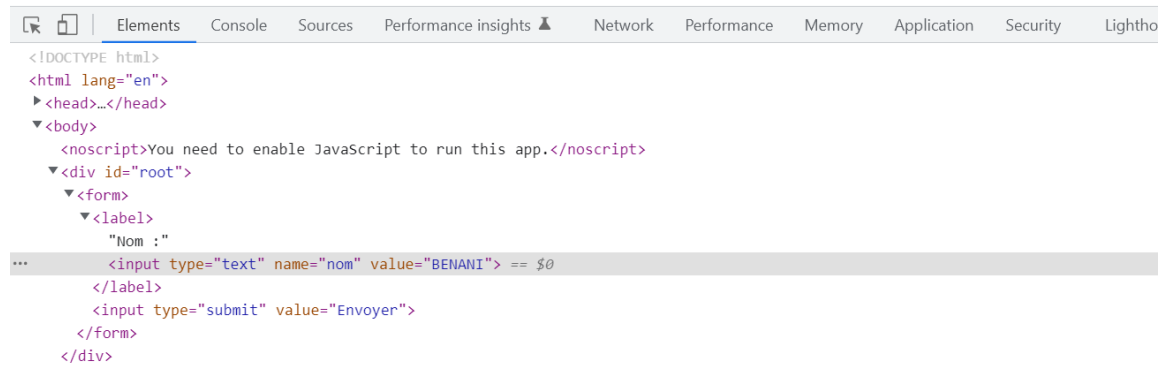 Elements Console Sources Performance insights Network Performance Memory Application Security Lightho
<!DOCTYPE html>
<html lang="en">
<head>…</head>
<body>
<noscript>You need to enable JavaScript to run this app.</noscript>
<div id="root">
<form>
<label>
"Nom :"
… <input type="text" name="nom" value="BENANI"> == $0
</label>
<input type="submit" value="Envoyer">
</form>
</div>